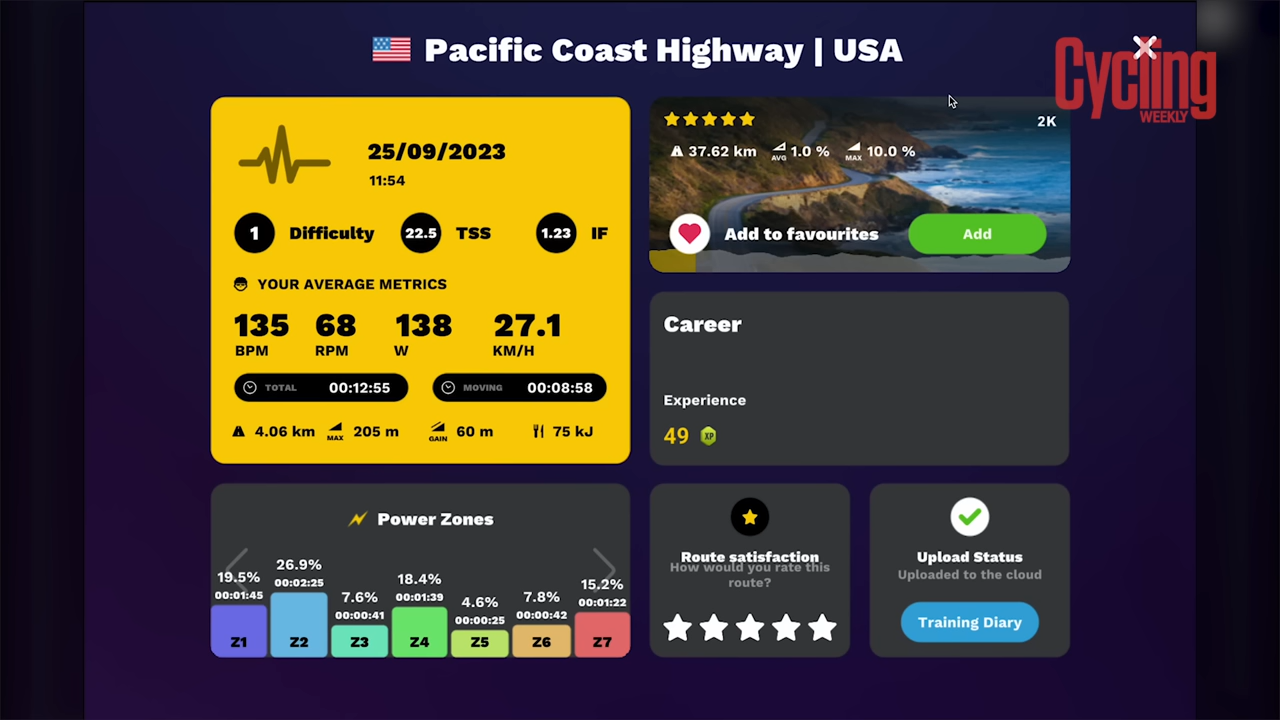 Pacific Coast Highway | USA
Cycling
WEEKLY
25/09/2023
11:54
1 Difficulty 22.5 TSS 1.23 IF
YOUR AVERAGE METRICS
135 68 138 27.1
BPM RPM W KM/H
TOTAL 00:12:55 MOVING 00:08:58
4.06 km MAX 205 m GAIN 60 m 75 kJ
2K
37.62 km AVG 1.0 % MAX 10.0 %
Add to favourites Add
Career
Experience
49 XP
Power Zones
19.5% 26.9% 7.6% 18.4% 4.6% 7.8% 15.2%
00:01:45 00:02:25 00:00:41 00:01:39 00:00:25 00:00:42 00:01:22
Z1 Z2 Z3 Z4 Z5 Z6 Z7
Route satisfaction
How would you rate this
route?
Upload Status
Uploaded to the cloud
Training Diary